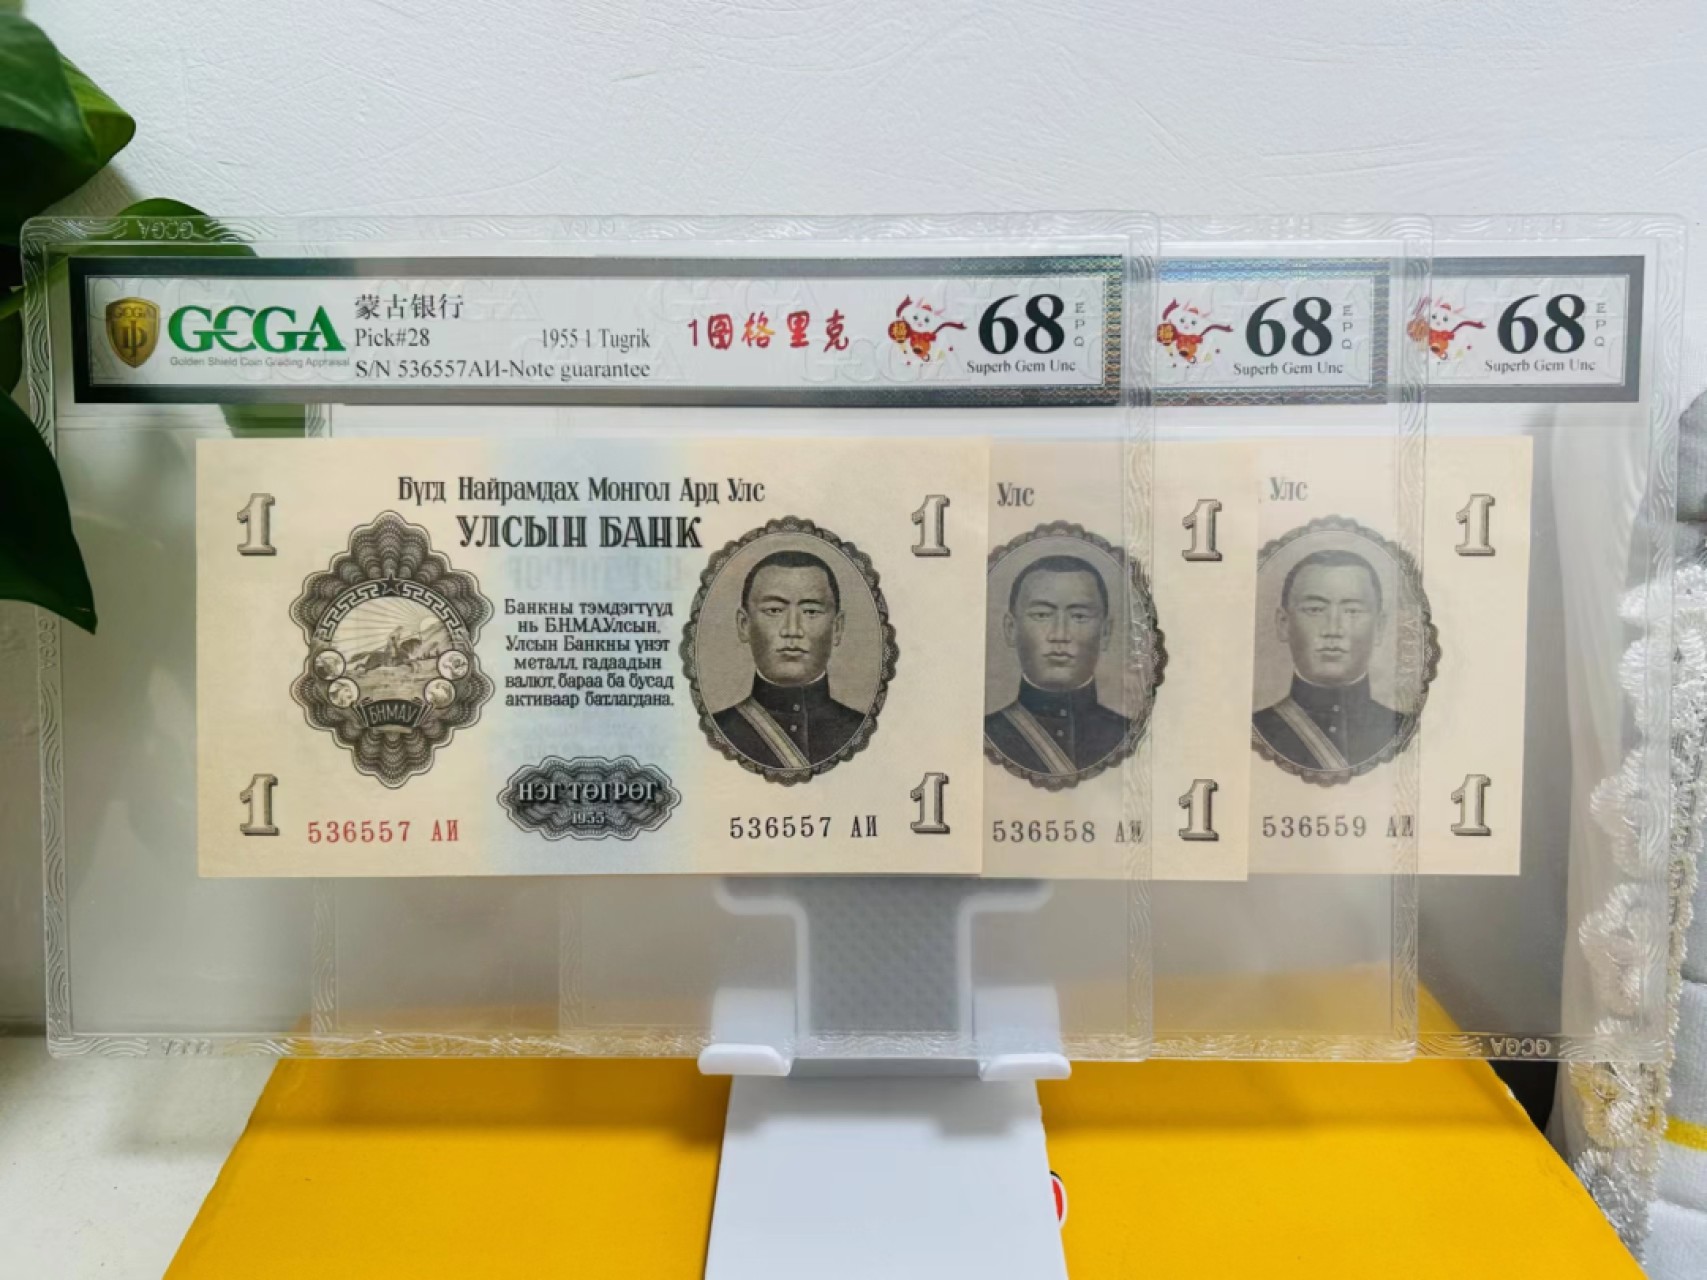 GCGA
Golden Shield Coin Grading Appraisal
蒙古银行
Pick#28 1955 1 Tugrik
S/N 536557АИ-Note guarantee
1图格里克
福
68 EPQ
Superb Gem Unc
68 EPQ
Superb Gem Unc
68 EPQ
Superb Gem Unc
Бүгд Найрамдах Монгол Ард Улс
УЛСЫН БАНК
1
1
Банкны тэмдэгтүүд
нь Б.Н.М.А.Улсын,
Улсын Банкны үнэт
металл, гадаадын
валют, бараа ба бусад
активаар батлагдана.
БНМАУ
НЭГ ТӨГРӨГ
1955
1
536557 АИ
536557 АИ
1
Улс
1
536558 АИ
1
Улс
1
536559 АИ
1
GCGA